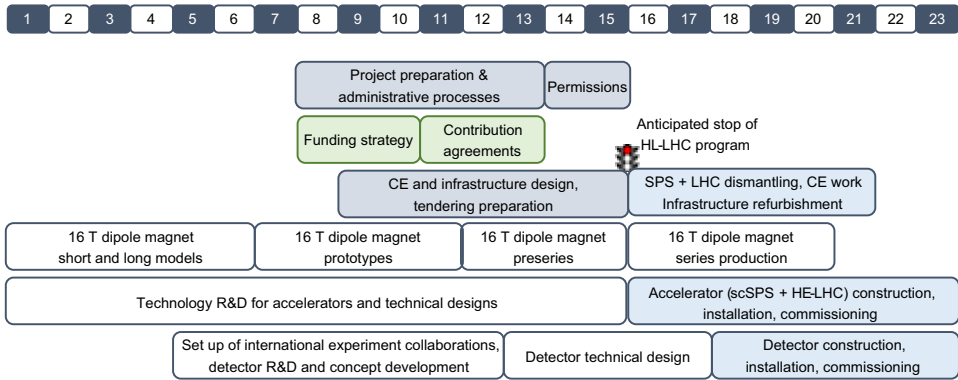 1 2 3 4 5 6 7 8 9 10 11 12 13 14 15 16 17 18 19 20 21 22 23
Project preparation &
administrative processes
Permissions
Funding strategy
Contribution
agreements
Anticipated stop of
HL-LHC program
CE and infrastructure design,
tendering preparation
SPS + LHC dismantling, CE work
Infrastructure refurbishment
16 T dipole magnet
short and long models
16 T dipole magnet
prototypes
16 T dipole magnet
preseries
16 T dipole magnet
series production
Technology R&D for accelerators and technical designs
Accelerator (scSPS + HE-LHC) construction,
installation, commissioning
Set up of international experiment collaborations,
detector R&D and concept development
Detector technical design
Detector construction,
installation, commissioning